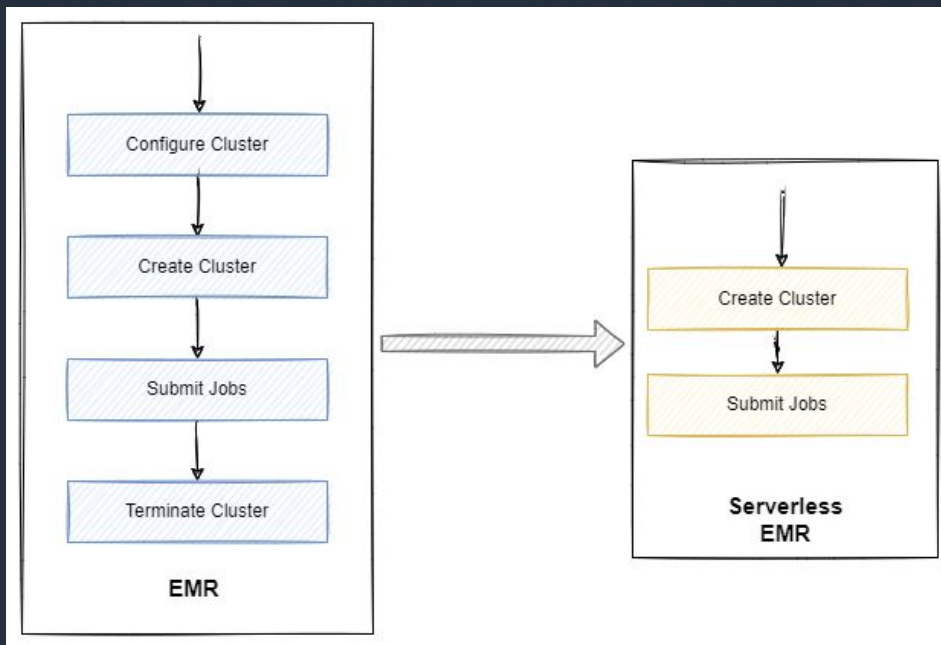 Configure Cluster
Create Cluster
Submit Jobs
Terminate Cluster
EMR
Create Cluster
Submit Jobs
Serverless
EMR